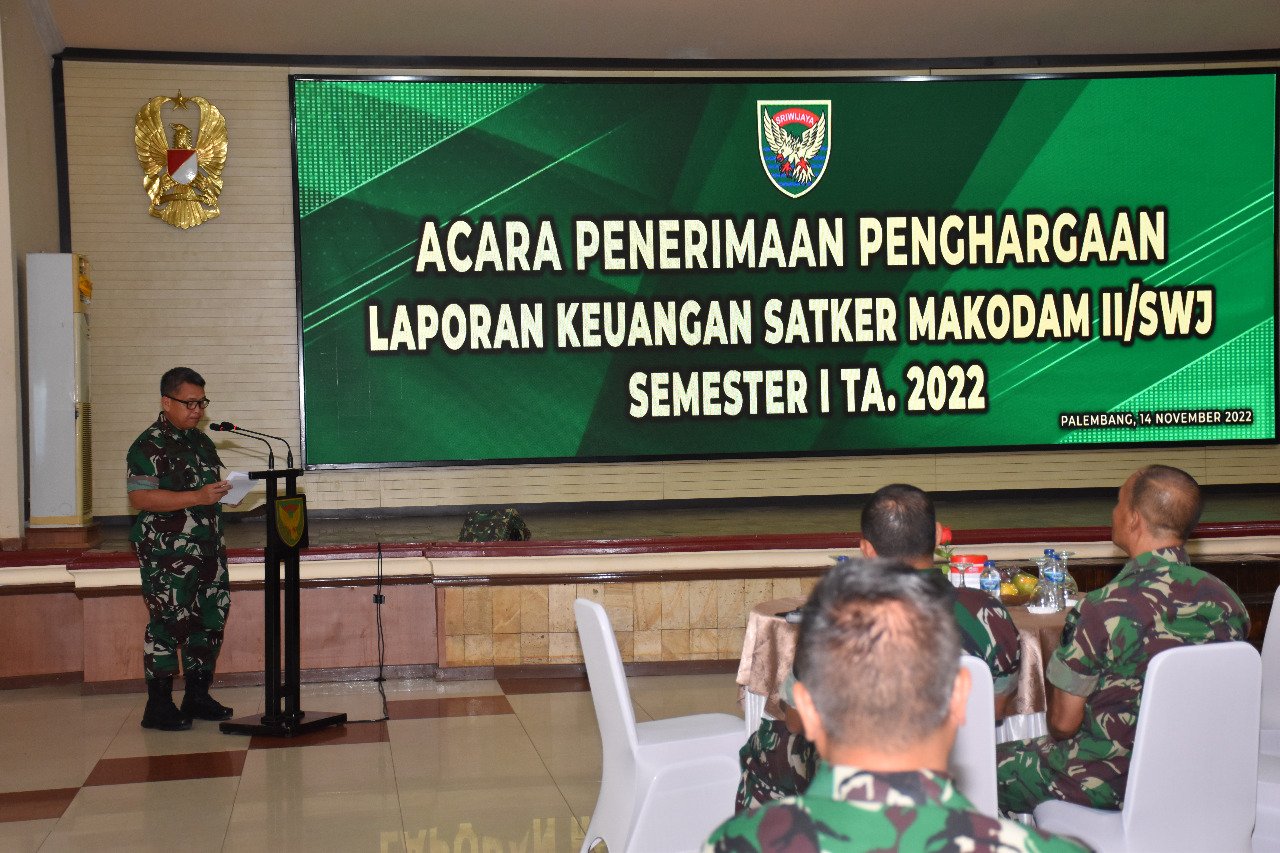 SRIWIJAYA
ACARA PENERIMAAN PENGHARGAAN
LAPORAN KEUANGAN SATKER MAKODAM II/SWJ
SEMESTER I TA. 2022
PALEMBANG, 14 NOVEMBER 2022